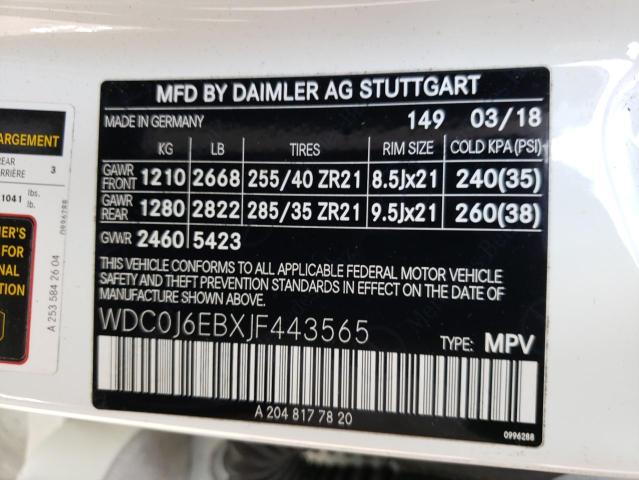 MFD BY DAIMLER AG STUTTGART
MADE IN GERMANY 149 03/18
KG LB TIRES RIM SIZE COLD KPA(PSI)
GAWR FRONT 1210 2668 255/40 ZR21 8.5Jx21 240(35)
GAWR REAR 1280 2822 285/35 ZR21 9.5Jx21 260(38)
GVWR 2460 5423
THIS VEHICLE CONFORMS TO ALL APPLICABLE FEDERAL MOTOR VEHICLE
SAFETY AND THEFT PREVENTION STANDARDS IN EFFECT ON THE DATE OF
MANUFACTURE SHOWN ABOVE.
WDC0J6EBXJF443565
TYPE: MPV
A 204 817 78 20
0996288
ARGEMENT
REAR 3
1041 lbs.
lb.
0996288
FOR
A 253 584 26 04